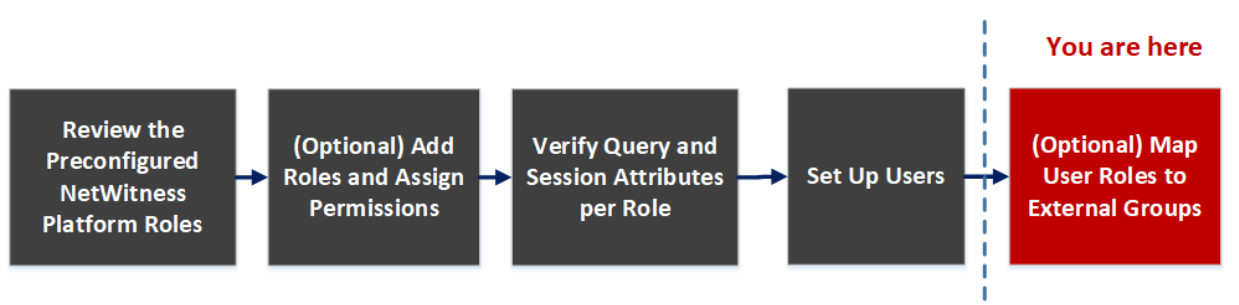 You are here
Review the
Preconfigured
NetWitness
Platform Roles
(Optional) Add
Roles and Assign
Permissions
Verify Query and
Session Attributes
per Role
Set Up Users
(Optional) Map
User Roles to
External Groups